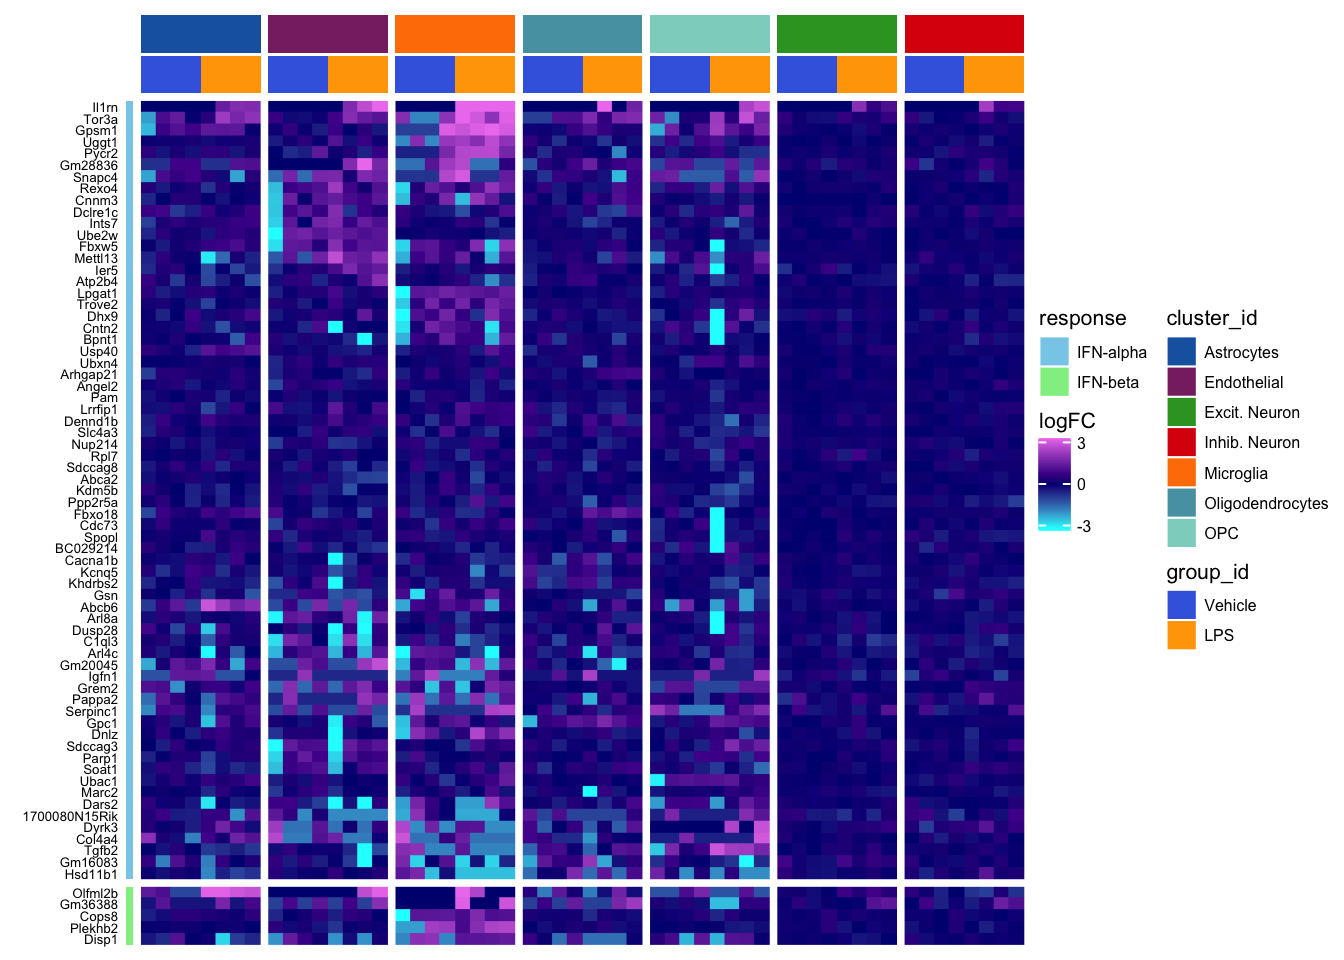 Il1rn
Tor3a
Gpsm1
Uggt1
Pycr2
Gm28836
Snapc4
Rexo4
Cnnm3
Dclre1c
Ints7
Ube2w
Fbxw5
Mettl13
Ier5
Atp2b4
Lpgat1
Trove2
Dhx9
Cntn2
Bpnt1
Usp40
Ubxn4
Arhgap21
Angel2
Pam
Lrrfip1
Dennd1b
Slc4a3
Nup214
Rpl7
Sdccag8
Abca2
Kdm5b
Ppp2r5a
Fbxo18
Cdc73
Spopl
BC029214
Cacna1b
Kcnq5
Khdrbs2
Gsn
Abcb6
Arl8a
Dusp28
C1ql3
Arl4c
Gm20045
Igfn1
Grem2
Pappa2
Serpinc1
Gpc1
Dnlz
Sdccag3
Parp1
Soat1
Ubac1
Marc2
Dars2
1700080N15Rik
Dyrk3
Col4a4
Tgfb2
Gm16083
Hsd11b1
Olfml2b
Gm36388
Cops8
Plekhb2
Disp1
response
IFN-alpha
IFN-beta
logFC
3
0
-3
cluster_id
Astrocytes
Endothelial
Excit. Neuron
Inhib. Neuron
Microglia
Oligodendrocytes
OPC
group_id
Vehicle
LPS